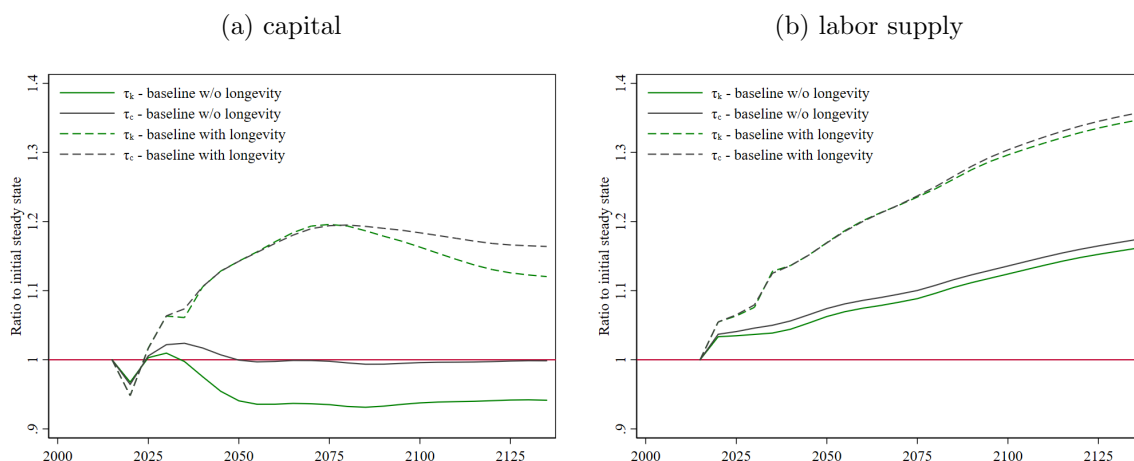 (a) capital
Ratio to initial steady state
1.4
1.3
1.2
1.1
1
.9
τk - baseline w/o longevity
τc - baseline w/o longevity
τk - baseline with longevity
τc - baseline with longevity
2000 2025 2050 2075 2100 2125
(b) labor supply
Ratio to initial steady state
1.4
1.3
1.2
1.1
1
.9
τk - baseline w/o longevity
τc - baseline w/o longevity
τk - baseline with longevity
τc - baseline with longevity
2000 2025 2050 2075 2100 2125